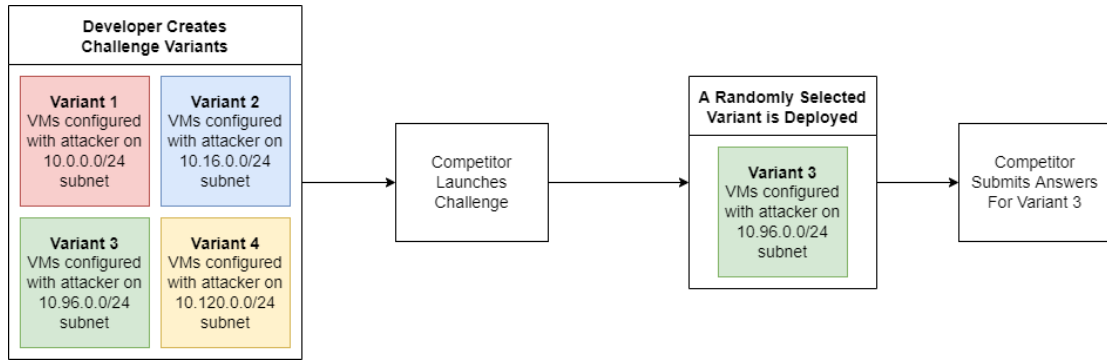 Developer Creates
Challenge Variants
Variant 1
VMs configured
with attacker on
10.0.0.0/24
subnet
Variant 2
VMs configured
with attacker on
10.16.0.0/24
subnet
Variant 3
VMs configured
with attacker on
10.96.0.0/24
subnet
Variant 4
VMs configured
with attacker on
10.120.0.0/24
subnet
Competitor
Launches
Challenge
A Randomly Selected
Variant is Deployed
Variant 3
VMs configured
with attacker on
10.96.0.0/24
subnet
Competitor
Submits Answers
For Variant 3